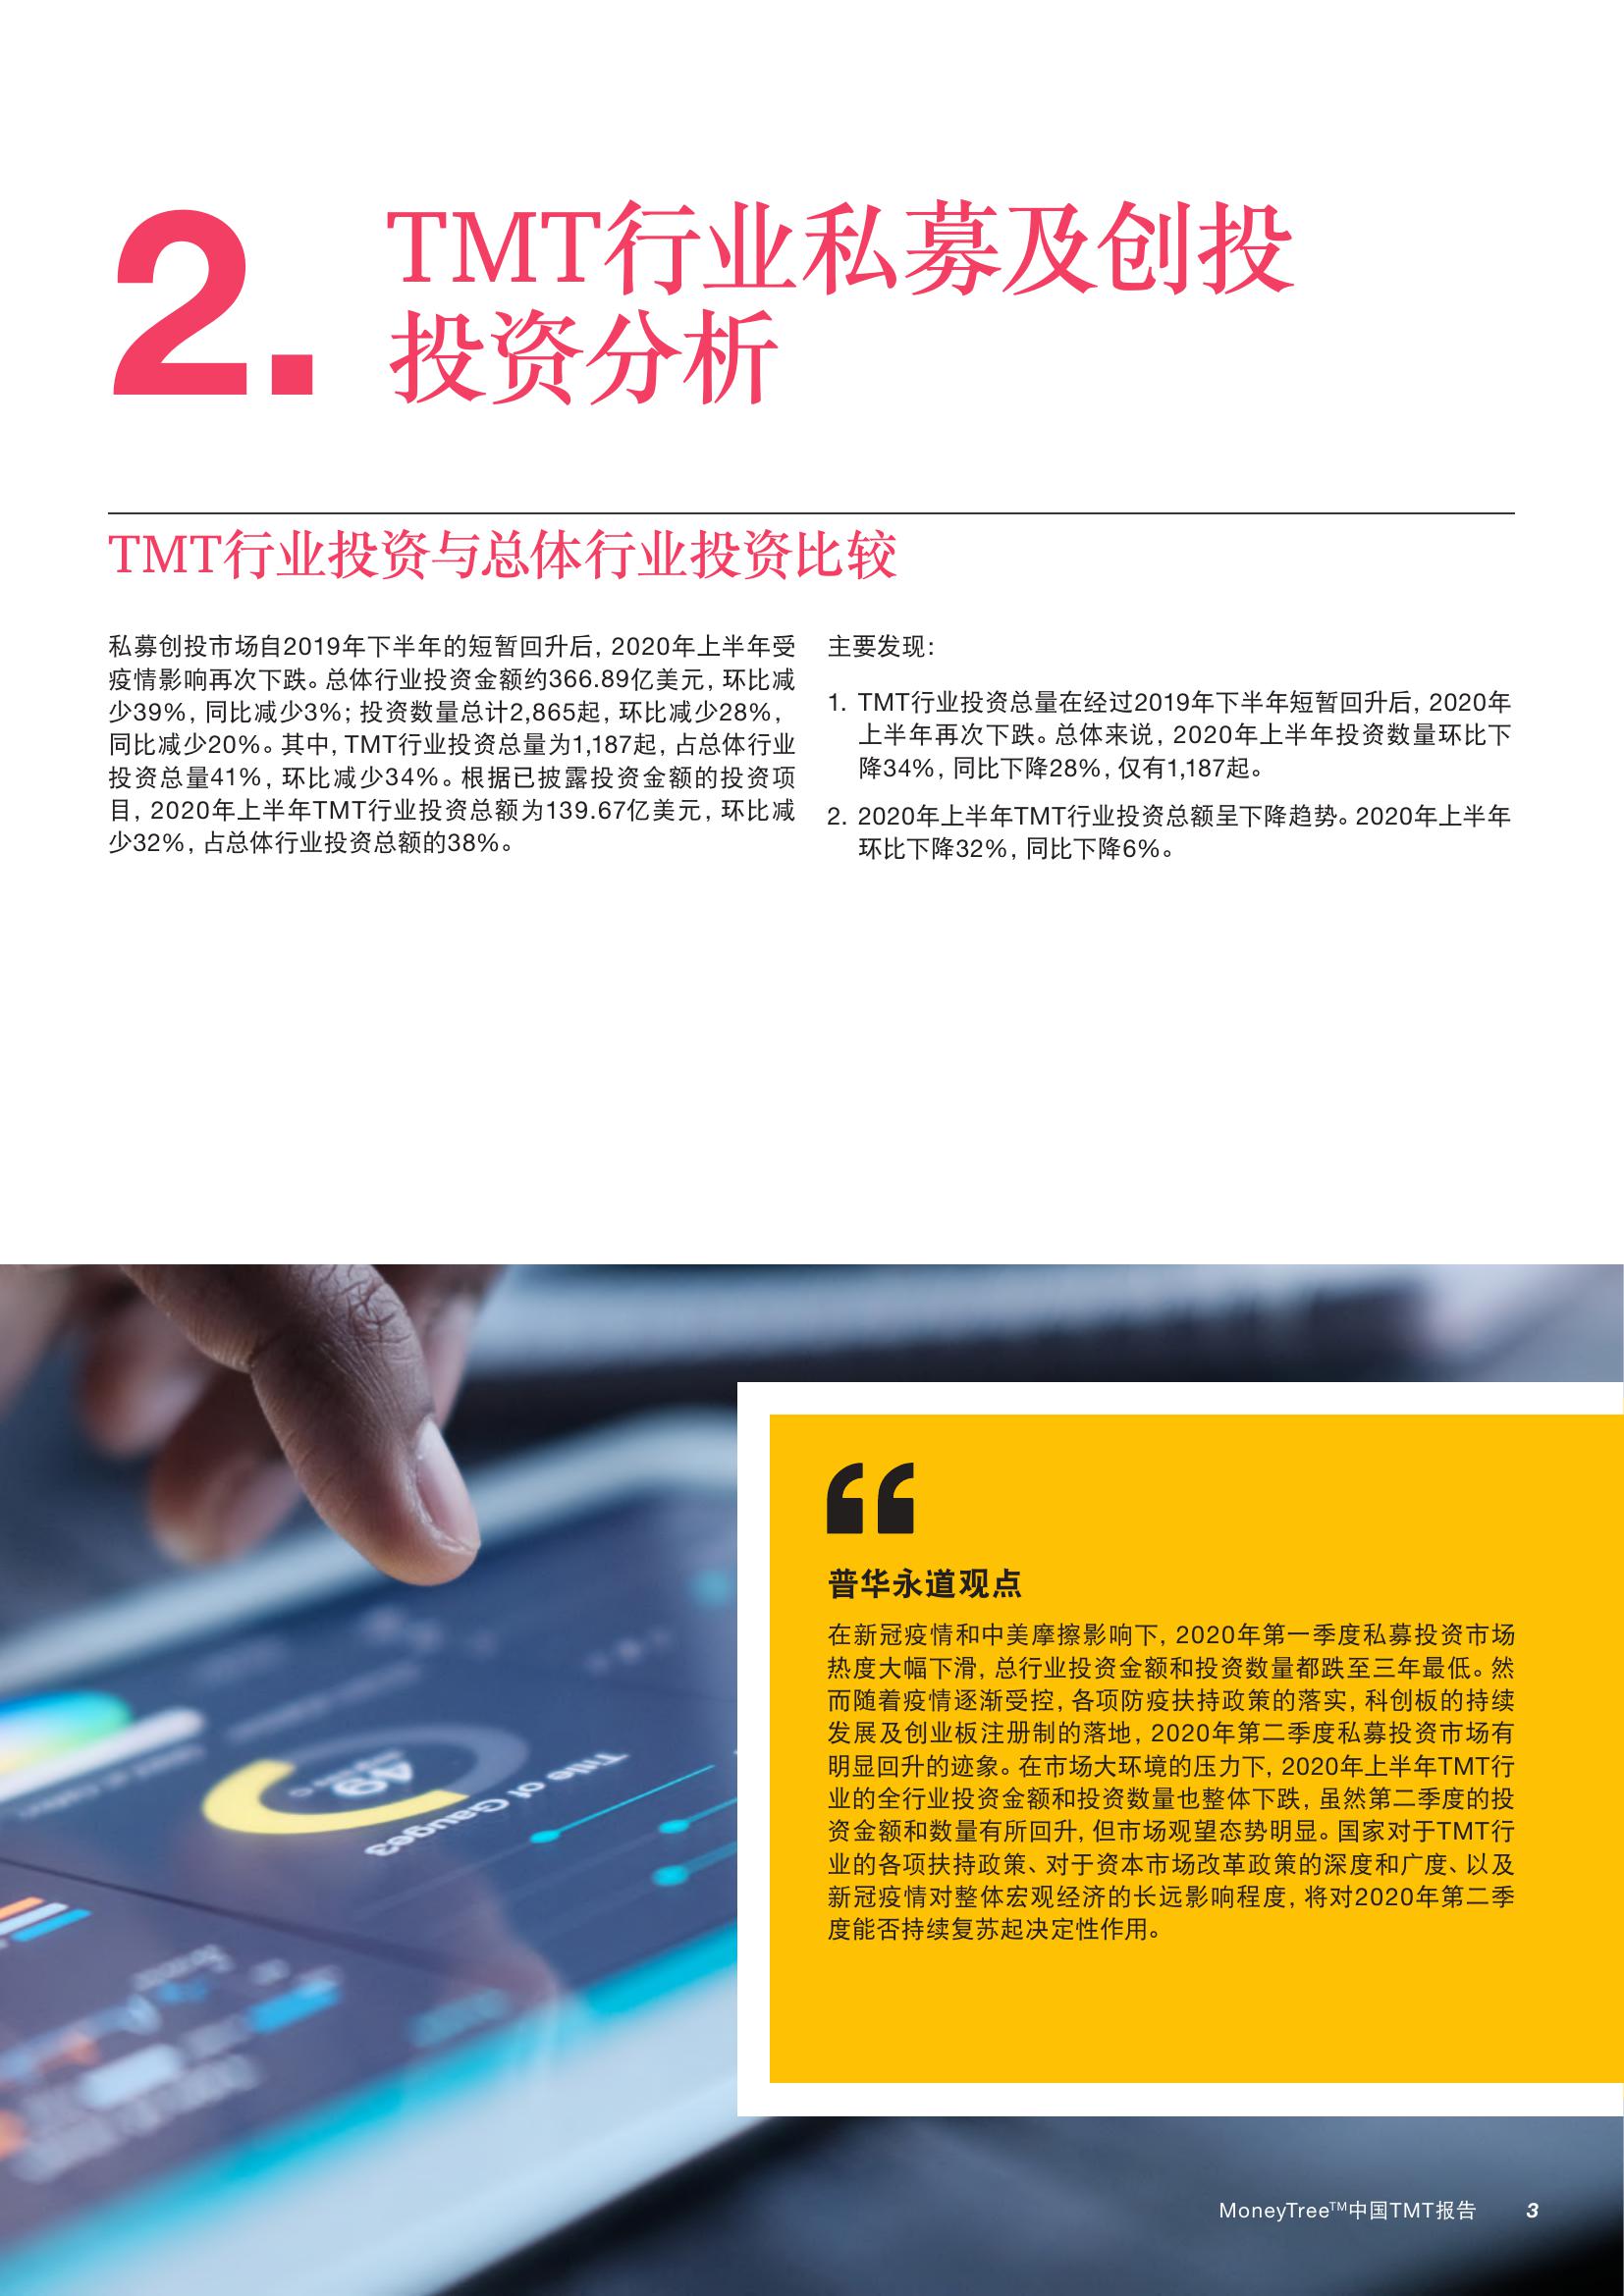 2.
TMT行业私募及创投
投资分析
TMT行业投资与总体行业投资比较
私募创投市场自2019年下半年的短暂回升后，2020年上半年受
疫情影响再次下跌。总体行业投资金额约366.89亿美元，环比减
少39%，同比减少3%；投资数量总计2,865起，环比减少28%，
同比减少20%。其中，TMT行业投资总量为1,187起，占总体行业
投资总量41%，环比减少34%。根据已披露投资金额的投资项
目，2020年上半年TMT行业投资总额为139.67亿美元，环比减
少32%，占总体行业投资总额的38%。
主要发现：
1. TMT行业投资总量在经过2019年下半年短暂回升后，2020年
上半年再次下跌。总体来说，2020年上半年投资数量环比下
降34%，同比下降28%，仅有1,187起。
2. 2020年上半年TMT行业投资总额呈下降趋势。2020年上半年
环比下降32%，同比下降6%。
49
Title of Gauges
“
普华永道观点
在新冠疫情和中美摩擦影响下，2020年第一季度私募投资市场
热度大幅下滑，总行业投资金额和投资数量都跌至三年最低。然
而随着疫情逐渐受控，各项防疫扶持政策的落实，科创板的持续
发展及创业板注册制的落地，2020年第二季度私募投资市场有
明显回升的迹象。在市场大环境的压力下，2020年上半年TMT行
业的全行业投资金额和投资数量也整体下跌，虽然第二季度的投
资金额和数量有所回升，但市场观望态势明显。国家对于TMT行
业的各项扶持政策、对于资本市场改革政策的深度和广度、以及
新冠疫情对整体宏观经济的长远影响程度，将对2020年第二季
度能否持续复苏起决定性作用。
MoneyTree™中国TMT报告 3